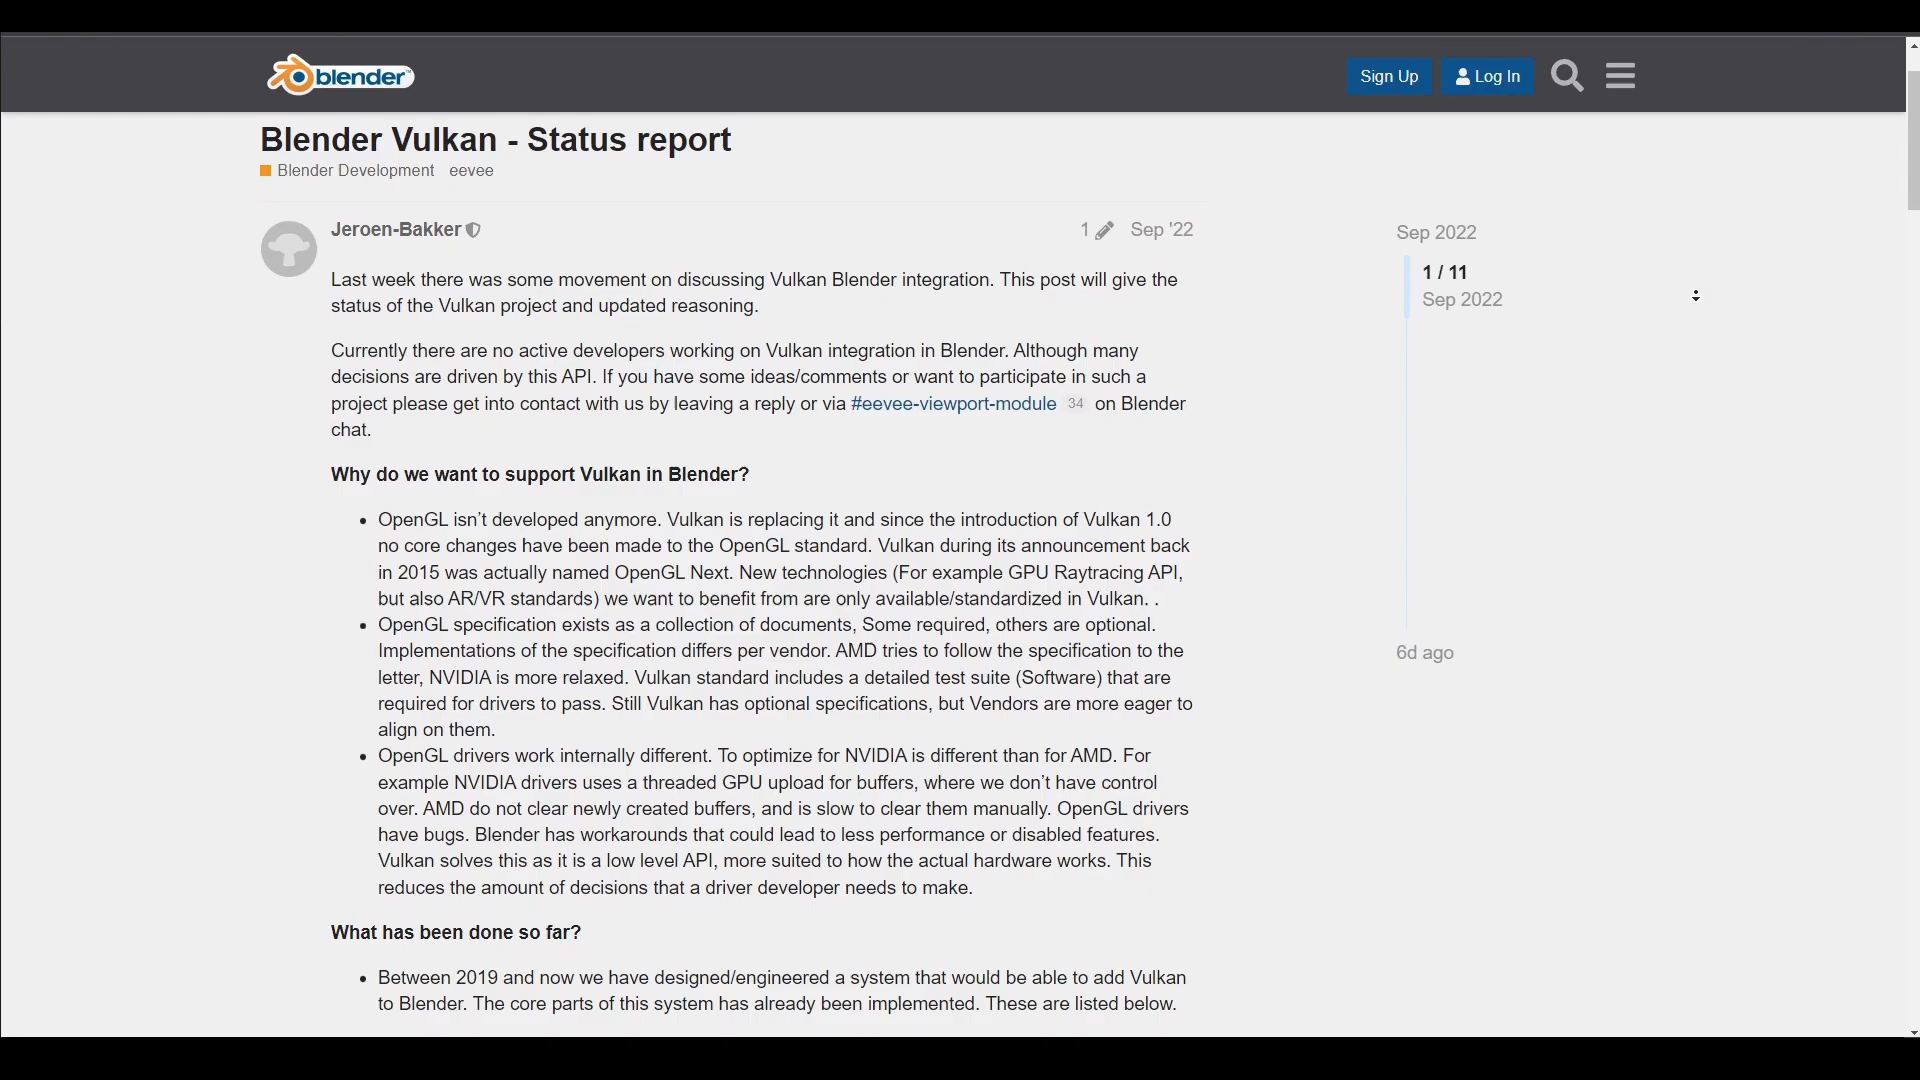 blender™
Sign Up
Log In
Blender Vulkan - Status report
Blender Development eevee
Jeroen-Bakker 1 Sep '22
Last week there was some movement on discussing Vulkan Blender integration. This post will give the
status of the Vulkan project and updated reasoning.
Currently there are no active developers working on Vulkan integration in Blender. Although many
decisions are driven by this API. If you have some ideas/comments or want to participate in such a
project please get into contact with us by leaving a reply or via #eevee-viewport-module 34 on Blender
chat.
Why do we want to support Vulkan in Blender?
• OpenGL isn’t developed anymore. Vulkan is replacing it and since the introduction of Vulkan 1.0
no core changes have been made to the OpenGL standard. Vulkan during its announcement back
in 2015 was actually named OpenGL Next. New technologies (For example GPU Raytracing API,
but also AR/VR standards) we want to benefit from are only available/standardized in Vulkan. .
• OpenGL specification exists as a collection of documents, Some required, others are optional.
Implementations of the specification differs per vendor. AMD tries to follow the specification to the
letter, NVIDIA is more relaxed. Vulkan standard includes a detailed test suite (Software) that are
required for drivers to pass. Still Vulkan has optional specifications, but Vendors are more eager to
align on them.
• OpenGL drivers work internally different. To optimize for NVIDIA is different than for AMD. For
example NVIDIA drivers uses a threaded GPU upload for buffers, where we don’t have control
over. AMD do not clear newly created buffers, and is slow to clear them manually. OpenGL drivers
have bugs. Blender has workarounds that could lead to less performance or disabled features.
Vulkan solves this as it is a low level API, more suited to how the actual hardware works. This
reduces the amount of decisions that a driver developer needs to make.
What has been done so far?
• Between 2019 and now we have designed/engineered a system that would be able to add Vulkan
to Blender. The core parts of this system has already been implemented. These are listed below.
Sep 2022
1 / 11
Sep 2022
6d ago